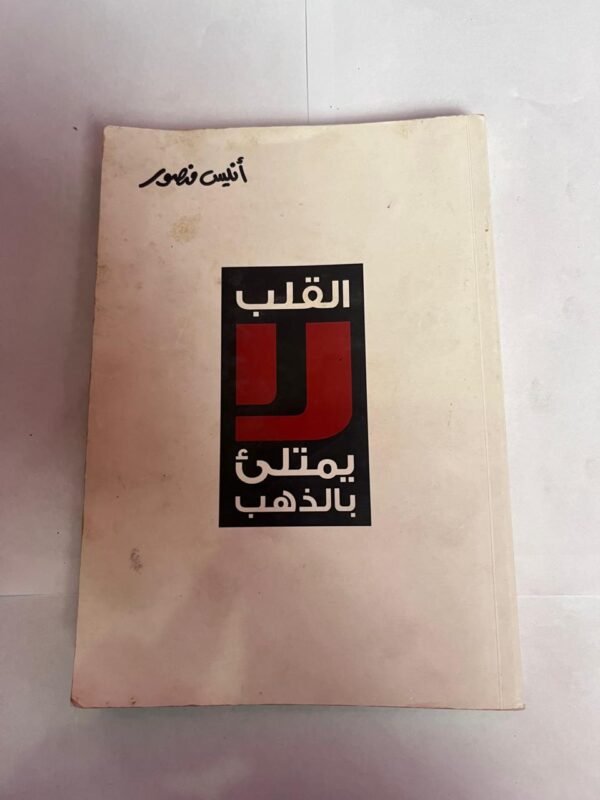 أنيس منصور
القلب
لا
يمتلئ
بالذهب